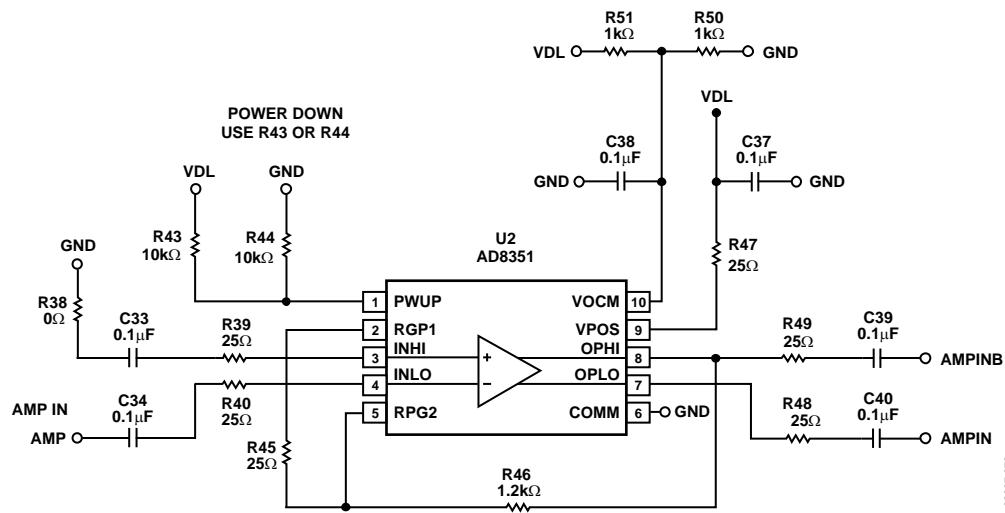 R51
1kΩ
R50
1kΩ
VDL
GND
POWER DOWN
USE R43 OR R44
VDL
C38
0.1μF
C37
0.1μF
VDL
GND
GND
GND
GND
R43
10kΩ
R44
10kΩ
U2
AD8351
R47
25Ω
R38
0Ω
C33
0.1μF
R39
25Ω
1 PWUP
VOCM 10
2 RGP1
VPOS 9
3 INHI
OPHI 8
4 INLO
OPLO 7
5 RPG2
COMM 6
+
−
GND
R49
25Ω
C39
0.1μF
AMPINB
AMP IN
AMP
C34
0.1μF
R40
25Ω
R48
25Ω
C40
0.1μF
AMPIN
R45
25Ω
R46
1.2kΩ